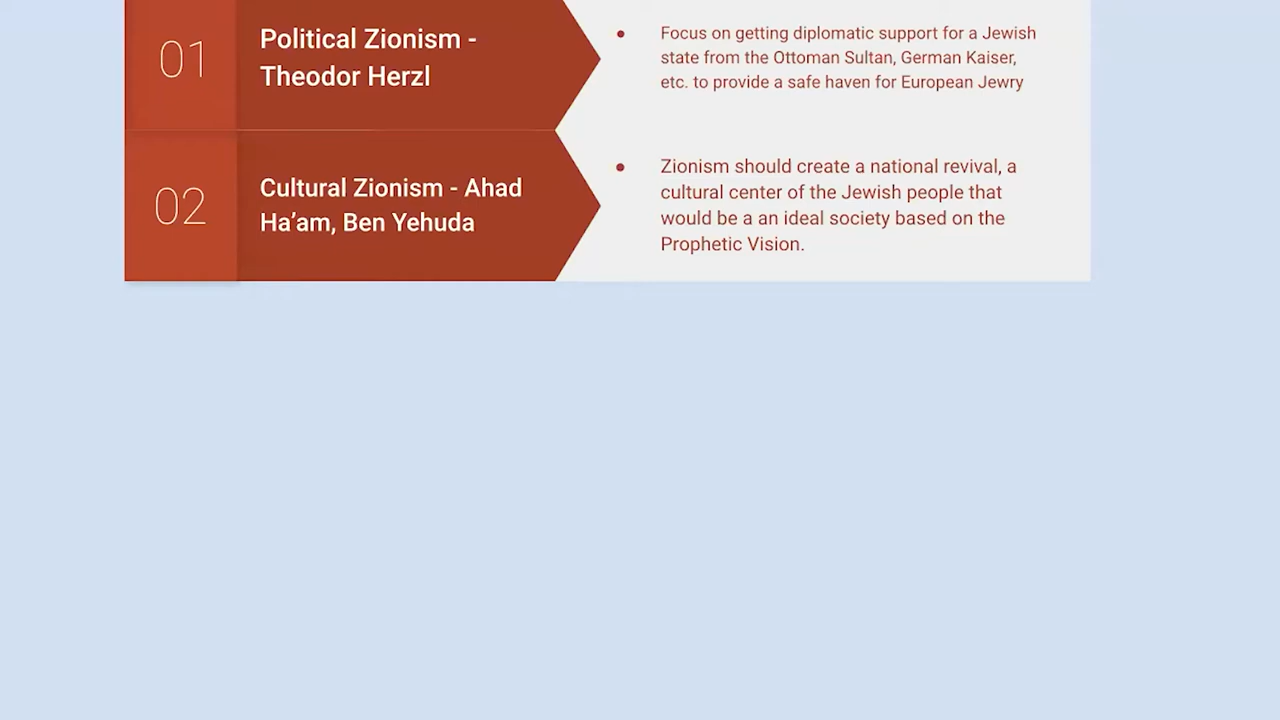 01
Political Zionism -
Theodor Herzl
• Focus on getting diplomatic support for a Jewish
state from the Ottoman Sultan, German Kaiser,
etc. to provide a safe haven for European Jewry
02
Cultural Zionism - Ahad
Ha’am, Ben Yehuda
• Zionism should create a national revival, a
cultural center of the Jewish people that
would be a an ideal society based on the
Prophetic Vision.